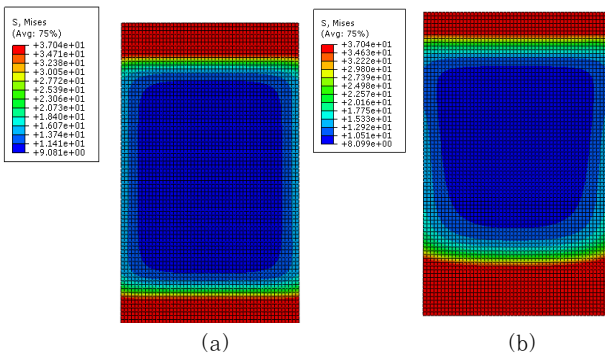 S, Mises
(Avg: 75%)
+3.704e+01
+3.471e+01
+3.238e+01
+3.005e+01
+2.772e+01
+2.539e+01
+2.306e+01
+2.073e+01
+1.840e+01
+1.607e+01
+1.374e+01
+1.141e+01
+9.081e+00
S, Mises
(Avg: 75%)
+3.704e+01
+3.463e+01
+3.222e+01
+2.980e+01
+2.739e+01
+2.498e+01
+2.257e+01
+2.016e+01
+1.775e+01
+1.533e+01
+1.292e+01
+1.051e+01
+8.099e+00
(a)
(b)